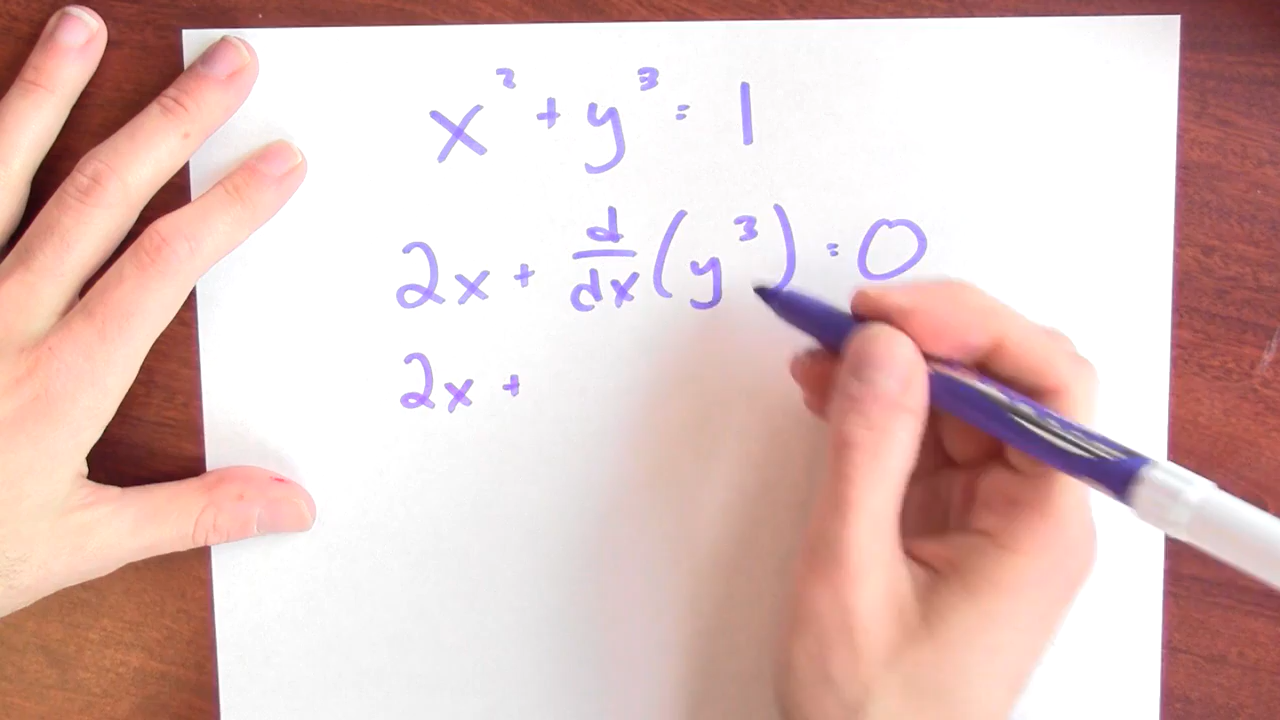 x² + y³ = 1
2x + d/dx (y³) = 0
2x +